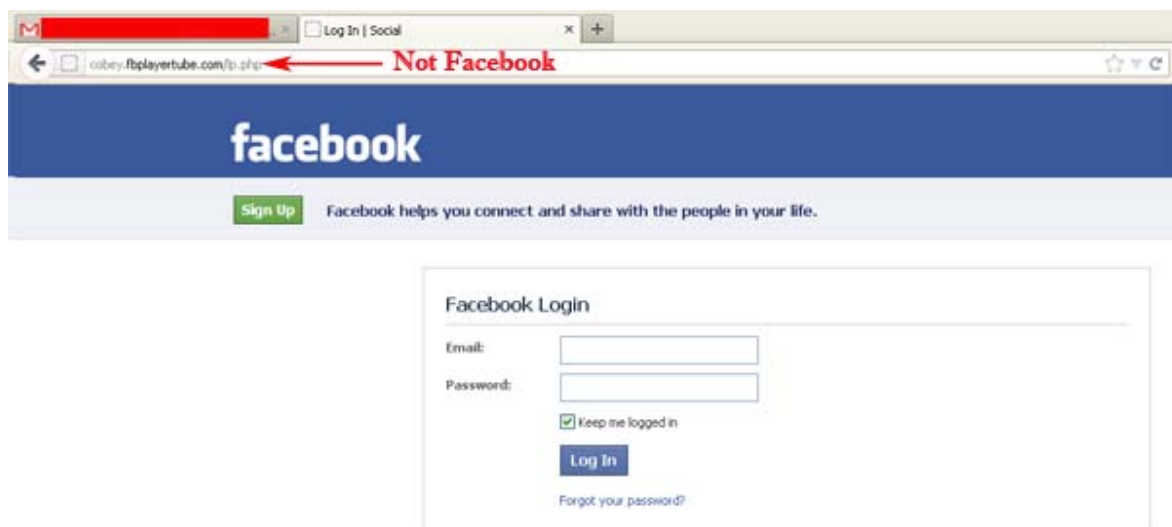 Log In | Social
cobey.fbplayertube.com/lp.php
Not Facebook
facebook
Sign Up
Facebook helps you connect and share with the people in your life.
Facebook Login
Email:
Password:
Keep me logged in
Log In
Forgot your password?